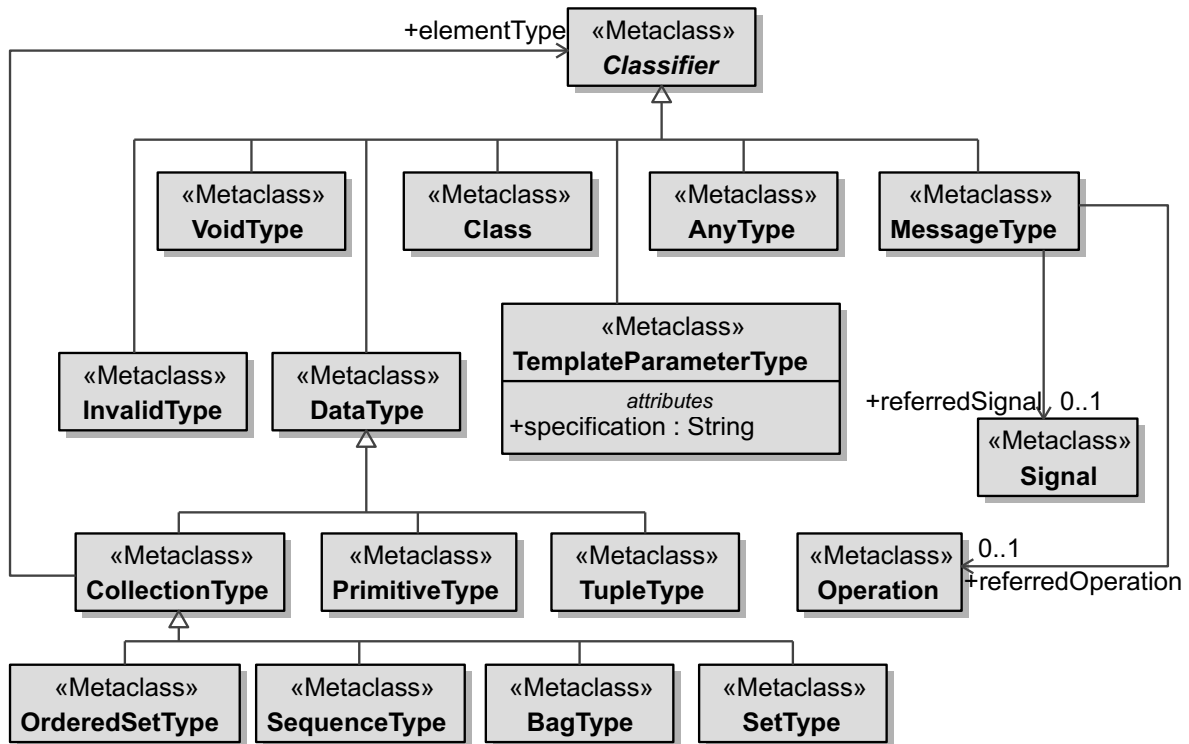 +elementType
«Metaclass»
Classifier
«Metaclass»
VoidType
«Metaclass»
Class
«Metaclass»
AnyType
«Metaclass»
MessageType
«Metaclass»
InvalidType
«Metaclass»
DataType
«Metaclass»
TemplateParameterType
attributes
+specification : String
+referredSignal 0..1
«Metaclass»
Signal
«Metaclass»
CollectionType
«Metaclass»
PrimitiveType
«Metaclass»
TupleType
«Metaclass»
Operation
0..1
+referredOperation
«Metaclass»
OrderedSetType
«Metaclass»
SequenceType
«Metaclass»
BagType
«Metaclass»
SetType